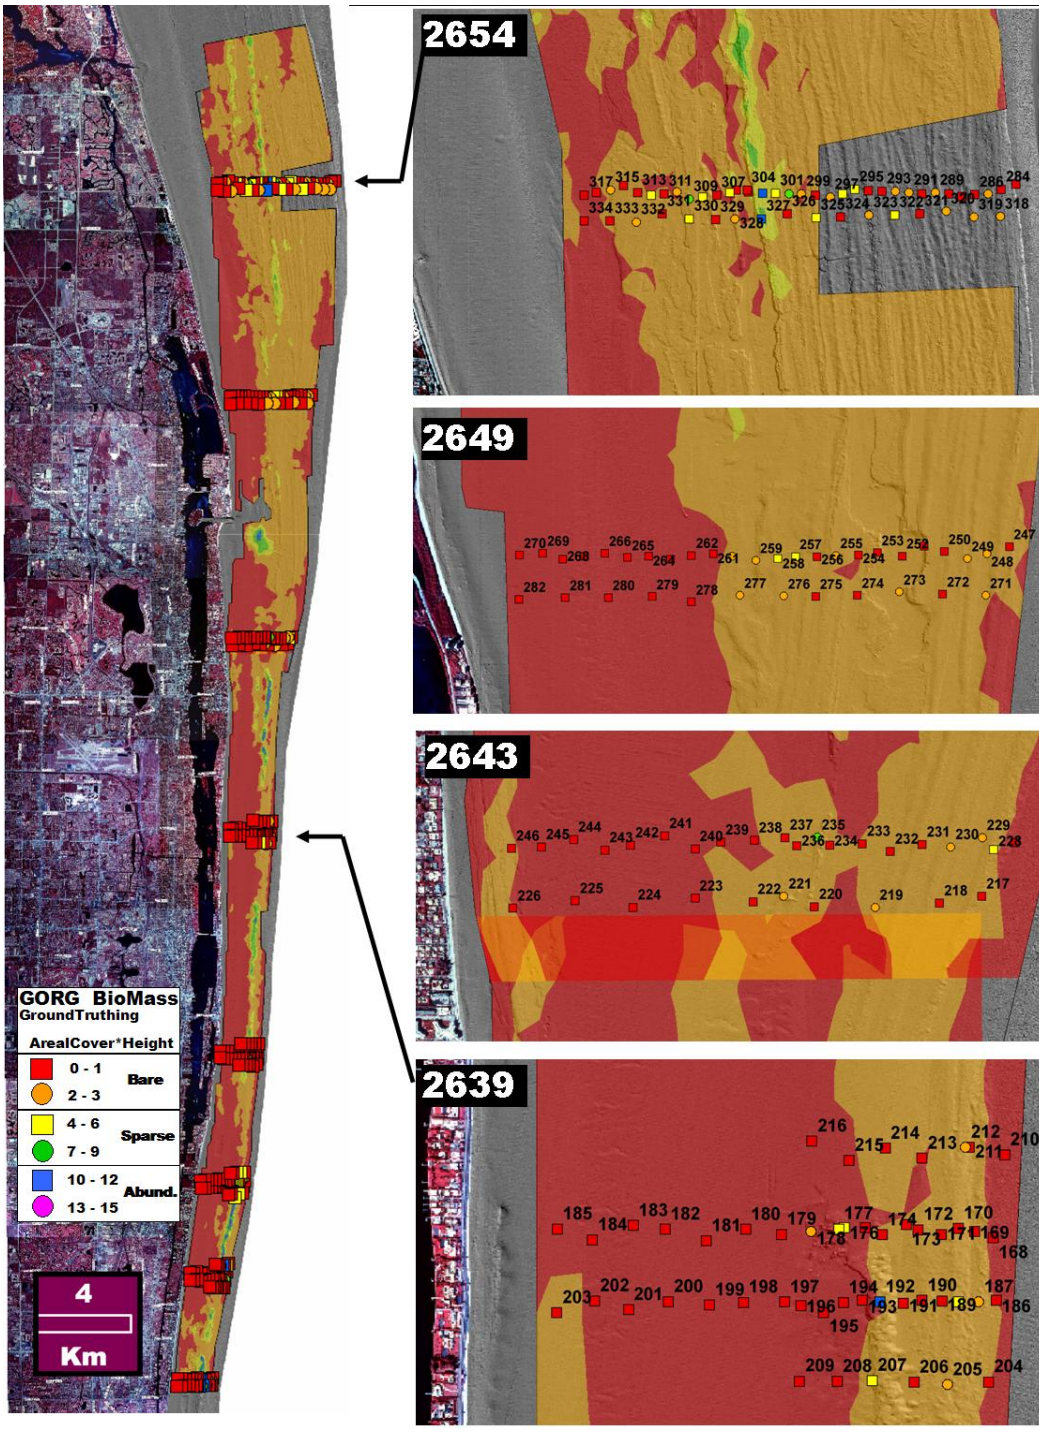 2654
317 315 313 311 307 304 301 299 297 295 293 291 289 286 284
309
334 333 332 331 330 329 328 327 326 325 324 323 322 321 320 319 318
2649
270 269 268 266 265 264 262 261 259 258 257 256 255 254 253 252 250 249 248 247
282 281 280 279 278 277 276 275 274 273 272 271
2643
246 245 244 243 242 241 240 239 238 237 236 235 234 233 232 231 230 229 228
226 225 224 223 222 221 220 219 218 217
GORG BioMass
GroundTruthing
ArealCover*Height
0 - 1
Bare
2 - 3
4 - 6
Sparse
7 - 9
10 - 12
Abund.
13 - 15
4
Km
2639
216 215 214 213 212 211 210
185 184 183 182 181 180 179 178 177 176 174 173 172 171 170 169 168
203 202 201 200 199 198 197 196 195 194 193 192 191 190 189 187 186
209 208 207 206 205 204